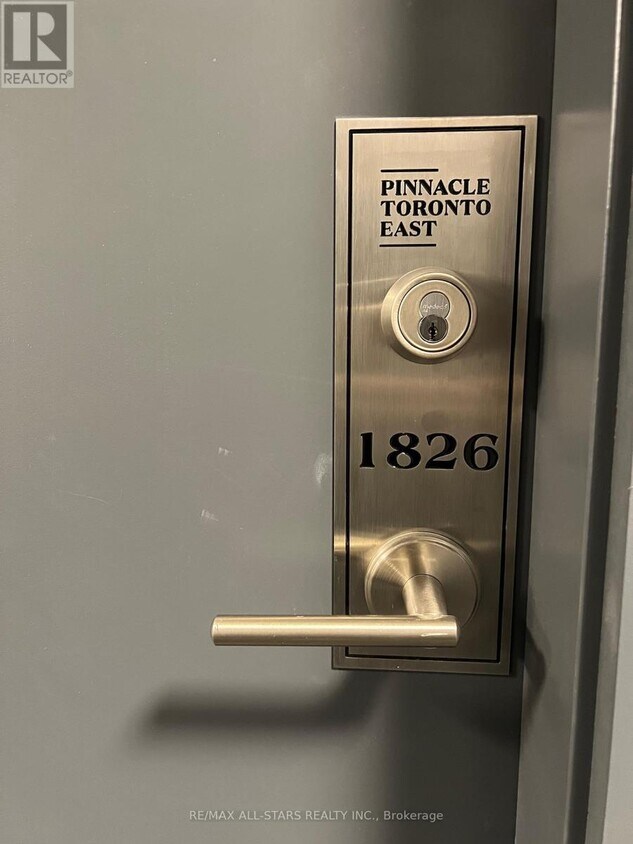 R
REALTOR®
PINNACLE
TORONTO
EAST
1826
RE/MAX ALL-STARS REALTY INC., Brokerage